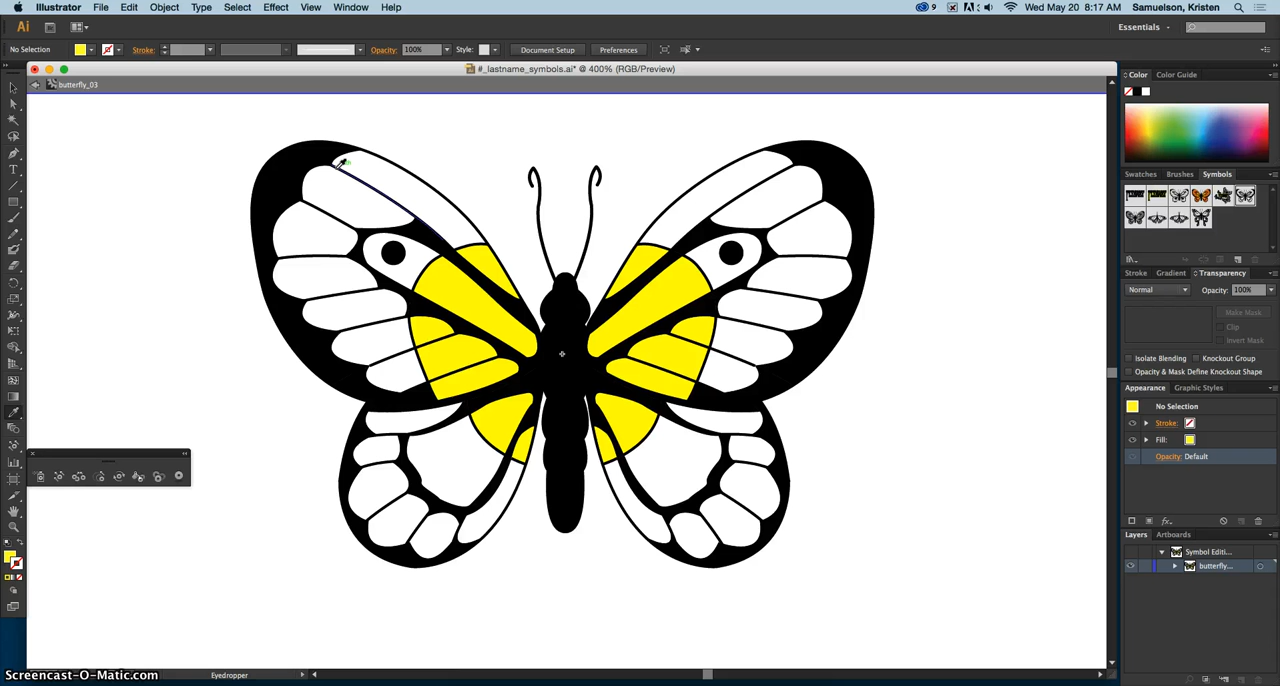 Illustrator File Edit Object Type Select Effect View Window Help 9 Wed May 20 8:17 AM Samuelson, Kristen
Ai Essentials
No Selection Stroke: Opacity: 100% Style: Document Setup Preferences
#_lastname_symbols.ai* @ 400% (RGB/Preview)
butterfly_03
Color Color Guide
Swatches Brushes Symbols
Stroke Gradient Transparency
Normal Opacity: 100%
Make Mask
Clip
Invert Mask
Isolate Blending Knockout Group
Opacity & Mask Define Knockout Shape
Appearance Graphic Styles
No Selection
Stroke:
Fill:
Opacity: Default
fx
Layers Artboards
Symbol Editi...
butterfly...
Screencast-O-Matic.com Eyedropper